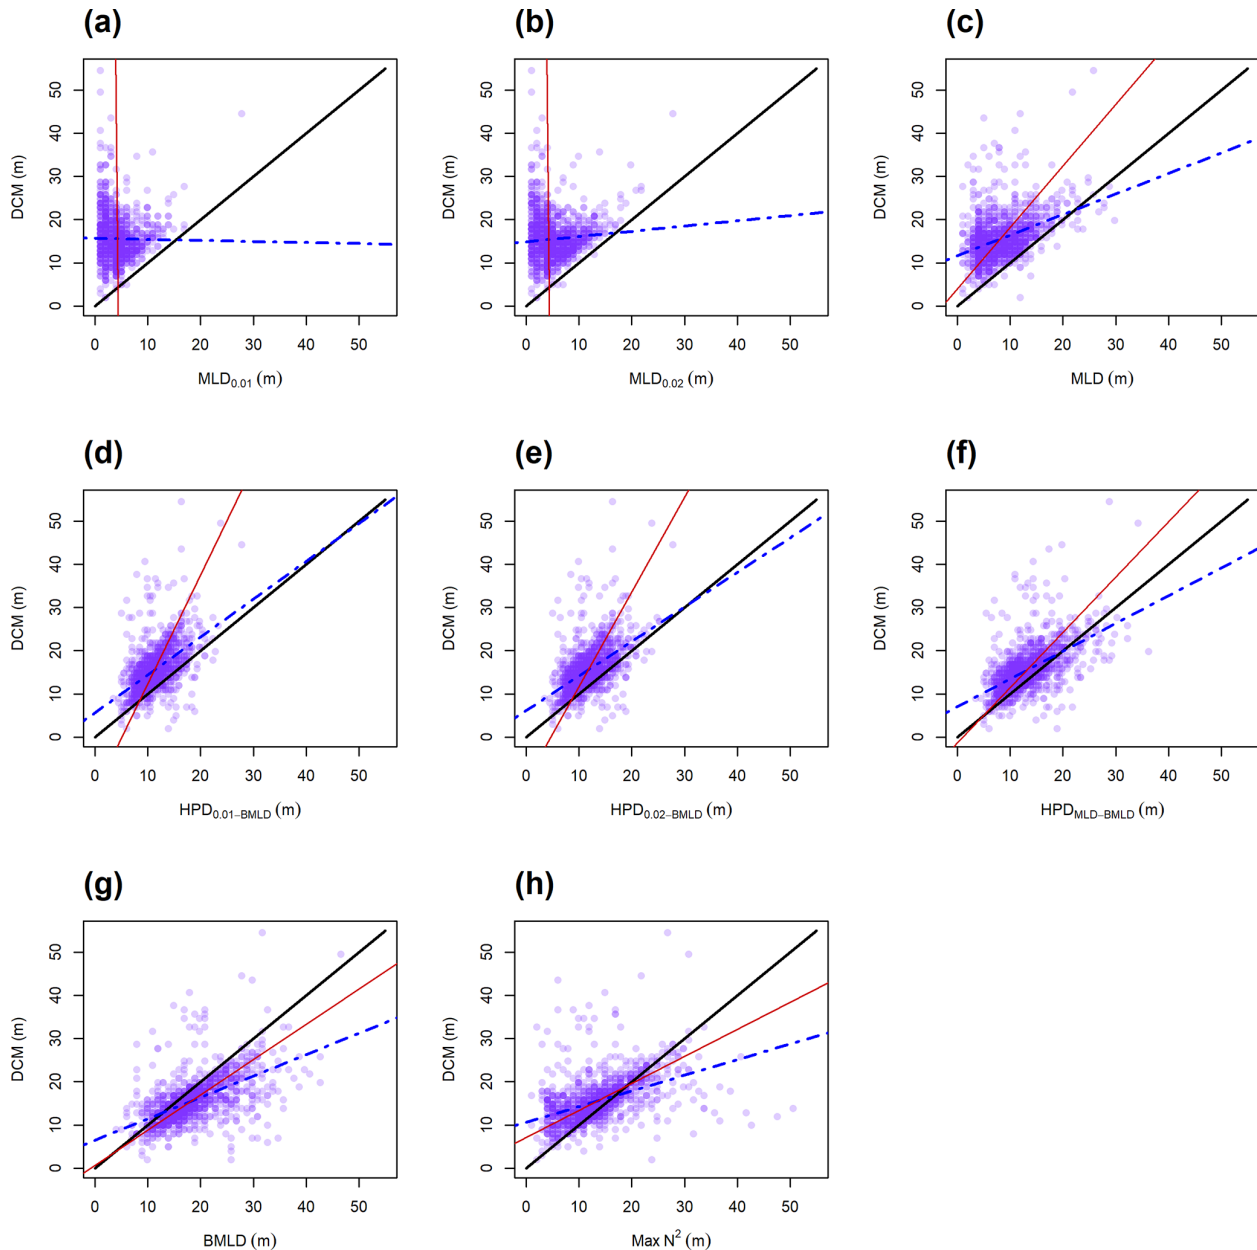 (a)
50
40
30
20
10
0
DCM (m)
0 10 20 30 40 50
MLD0.01 (m)
(b)
50
40
30
20
10
0
DCM (m)
0 10 20 30 40 50
MLD0.02 (m)
(c)
50
40
30
20
10
0
DCM (m)
0 10 20 30 40 50
MLD (m)
(d)
50
40
30
20
10
0
DCM (m)
0 10 20 30 40 50
HPD0.01−BMLD (m)
(e)
50
40
30
20
10
0
DCM (m)
0 10 20 30 40 50
HPD0.02−BMLD (m)
(f)
50
40
30
20
10
0
DCM (m)
0 10 20 30 40 50
HPDMLD−BMLD (m)
(g)
50
40
30
20
10
0
DCM (m)
0 10 20 30 40 50
BMLD (m)
(h)
50
40
30
20
10
0
DCM (m)
0 10 20 30 40 50
Max N² (m)